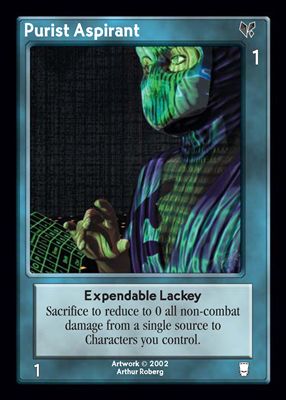 Purist Aspirant
1
Expendable Lackey
Sacrifice to reduce to 0 all non-combat
damage from a single source to
Characters you control.
Artwork © 2002
Arthur Roberg
1